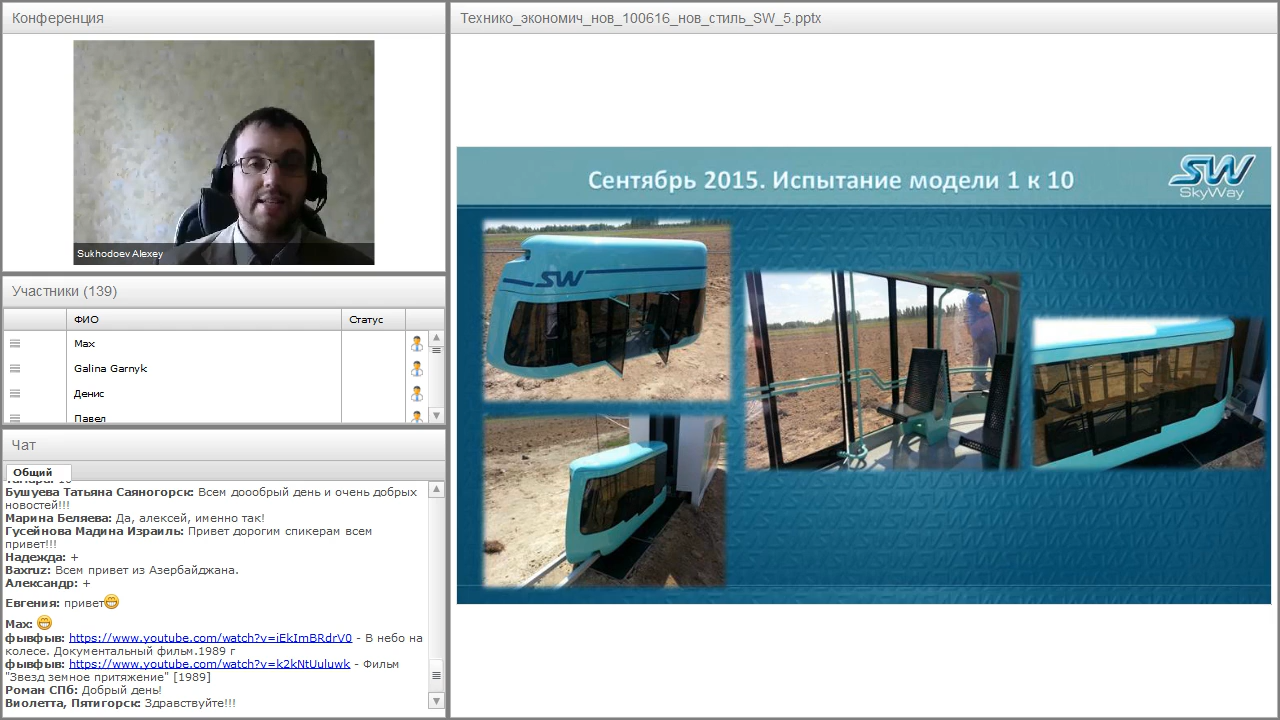 Конференция
Sukhodoev Alexey
Участники (139)
ФИО
Статус
Max
Galina Garnyk
Денис
Павел
Чат
Общий
Бушуева Татьяна Саяногорск: Всем дообрый день и очень добрых
новостей!!!
Марина Беляева: Да, алексей, именно так!
Гусейнова Мадина Израиль: Привет дорогим спикерам всем
привет!!!
Надежда: +
Baxruz: Всем привет из Азербайджана.
Александр: +
Евгения: привет
Max:
фывфыв: https://www.youtube.com/watch?v=iEkImBRdrV0 - В небо на
колесе. Документальный фильм.1989 г
фывфыв: https://www.youtube.com/watch?v=k2kNtUuluwk - Фильм
"Звезд земное притяжение" [1989]
Роман СПб: Добрый день!
Виолетта, Пятигорск: Здравствуйте!!!
Технико_экономич_нов_100616_нов_стиль_SW_5.pptx
Сентябрь 2015. Испытание модели 1 к 10
SW
SkyWay
SW